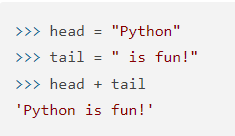 >>> head = "Python"
>>> tail = " is fun!"
>>> head + tail
'Python is fun!'